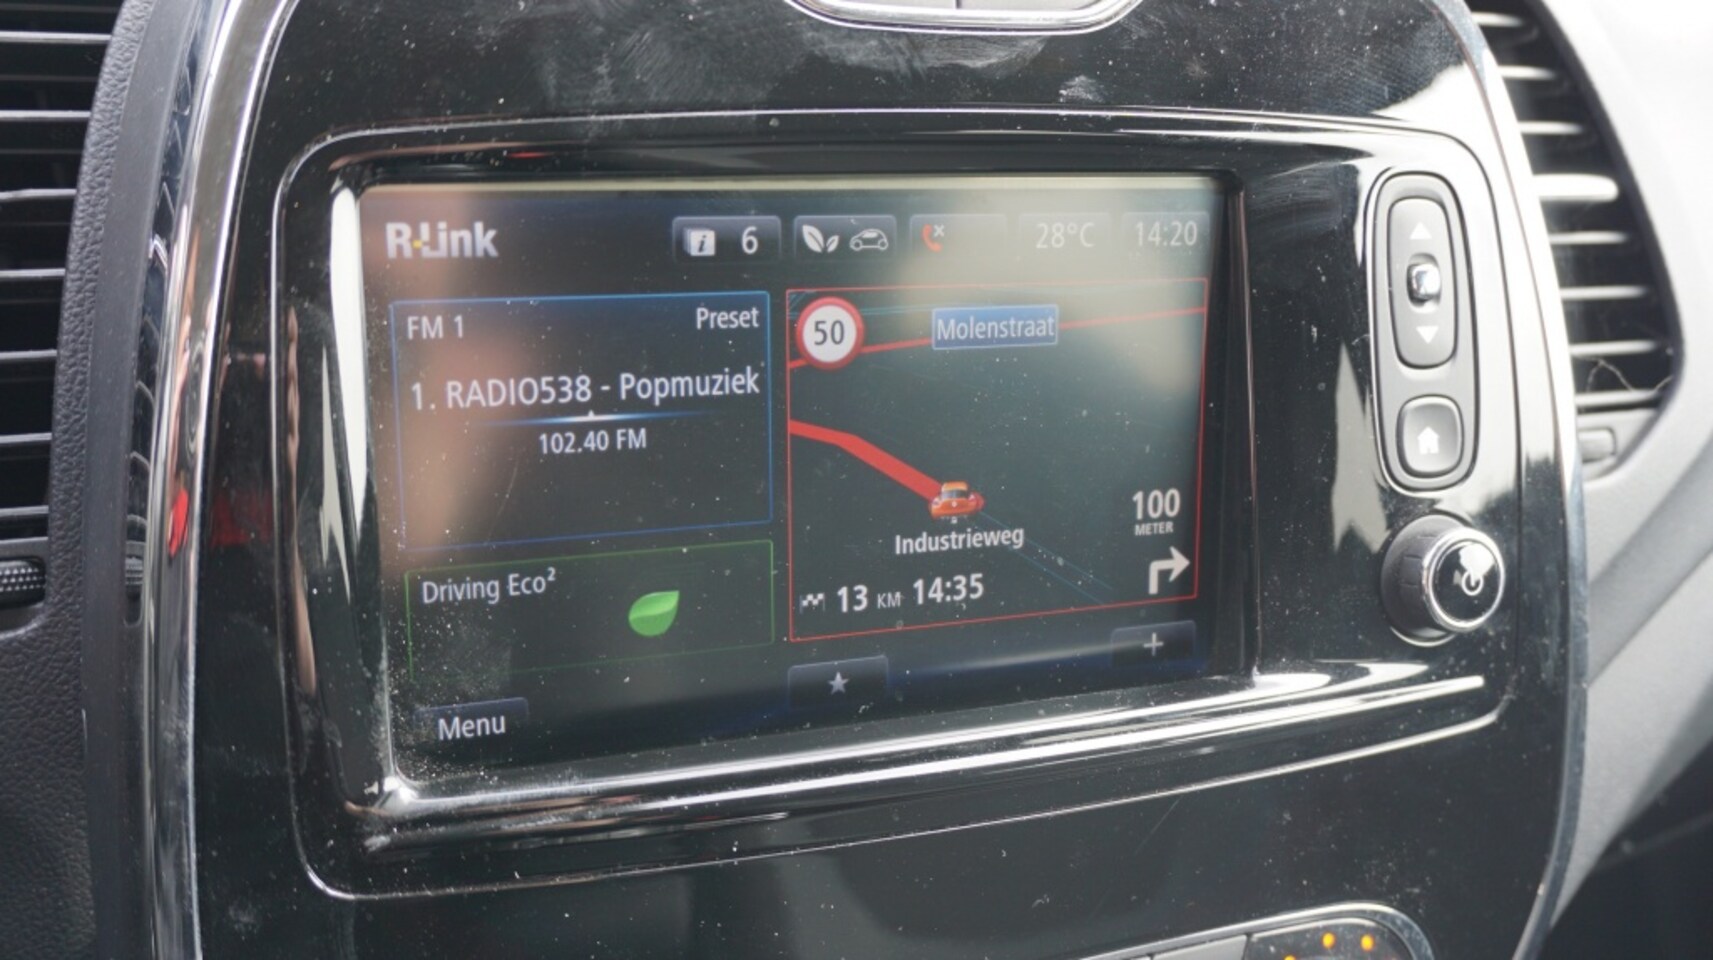 R-Link
6
28°C
14:20
FM 1
Preset
1. RADIO538 - Popmuziek
102.40 FM
50
Molenstraat
100
METER
Industrieweg
13 KM 14:35
Driving Eco²
Menu